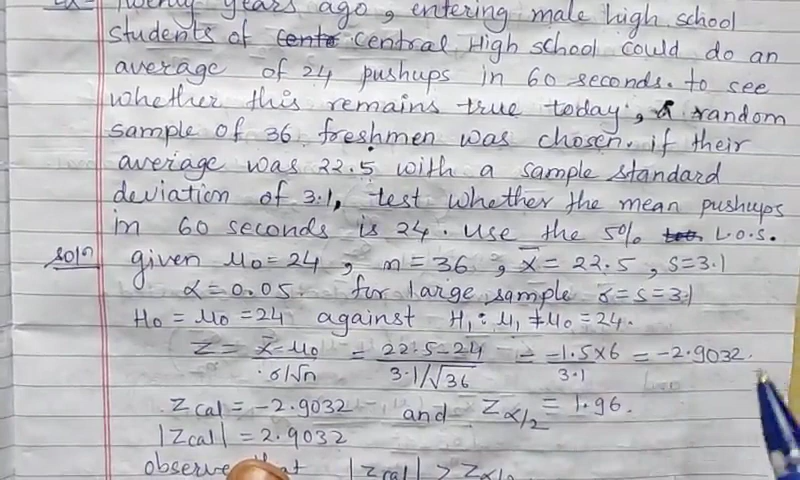 Ex- Twenty years ago, entering male high school
students of central High school could do an
average of 24 pushups in 60 seconds. to see
whether this remains true today, a random
sample of 36 freshmen was chosen. if their
average was 22.5 with a sample standard
deviation of 3.1, test whether the mean pushups
in 60 seconds is 24. use the 5% L.O.S.
Soln given μ0 = 24, n = 36, x̄ = 22.5, s = 3.1
α = 0.05. for large sample σ = s = 3.1
H0 = μ0 = 24 against H1 : μ1 ≠ μ0 = 24.
Z = x̄ - μ0 / σ/√n = 22.5 - 24 / 3.1/√36 = -1.5 x 6 / 3.1 = -2.9032.
Zcal = -2.9032 and Zα/2 = 1.96.
|Zcal| = 2.9032
observe that |Zcal| > Zα/2